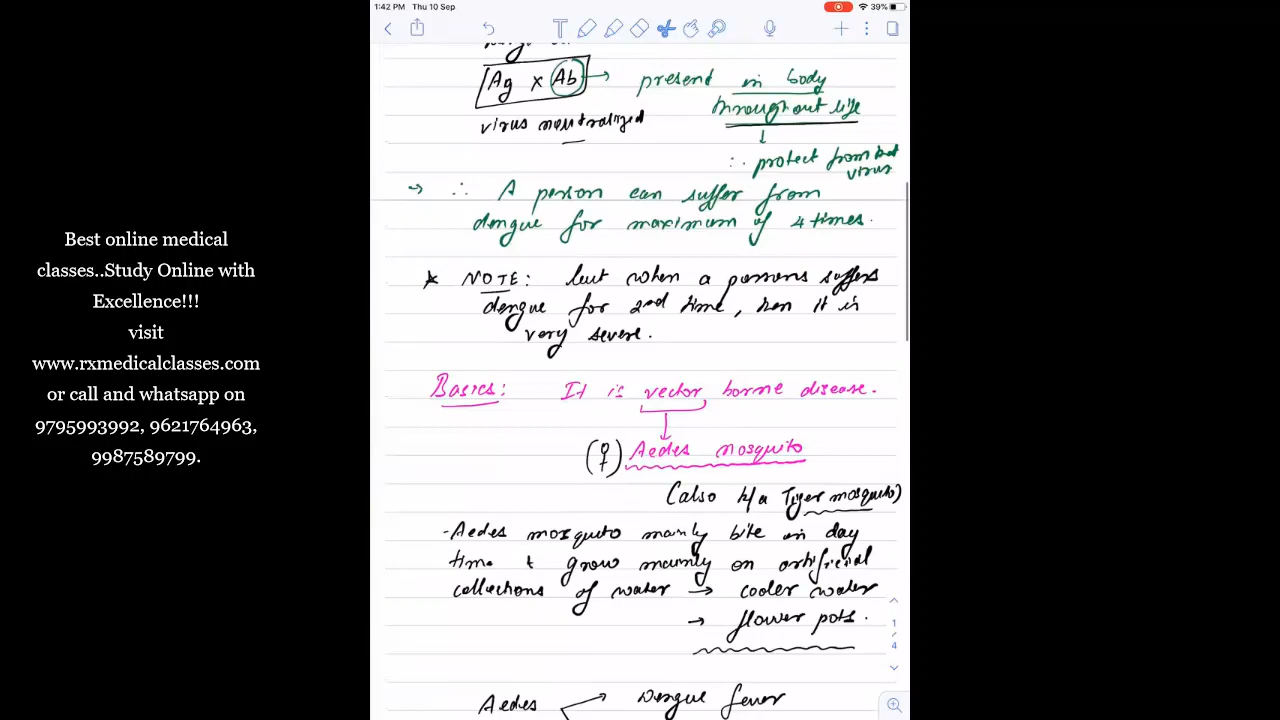 1:42 PM Thu 10 Sep
39%
Best online medical
classes..Study Online with
Excellence!!!
visit
www.rxmedicalclasses.com
or call and whatsapp on
9795993992, 9621764963,
9987589799.
Ag x Ab → present in body
throughout life
virus neutralized
↓
∴ protect from that
virus
→ ∴ A person can suffer from
dengue for maximum of 4 times.
* NOTE: but when a persons suffers
dengue for 2nd time, then it is
very severe.
Basics: It is vector borne disease.
(♀) Aedes mosquito
(also k/a Tiger mosquito)
- Aedes mosquito mainly bite in day
time & grow mainly on artificial
collections of water → cooler water
→ flower pots.
Aedes → Dengue fever
1
4